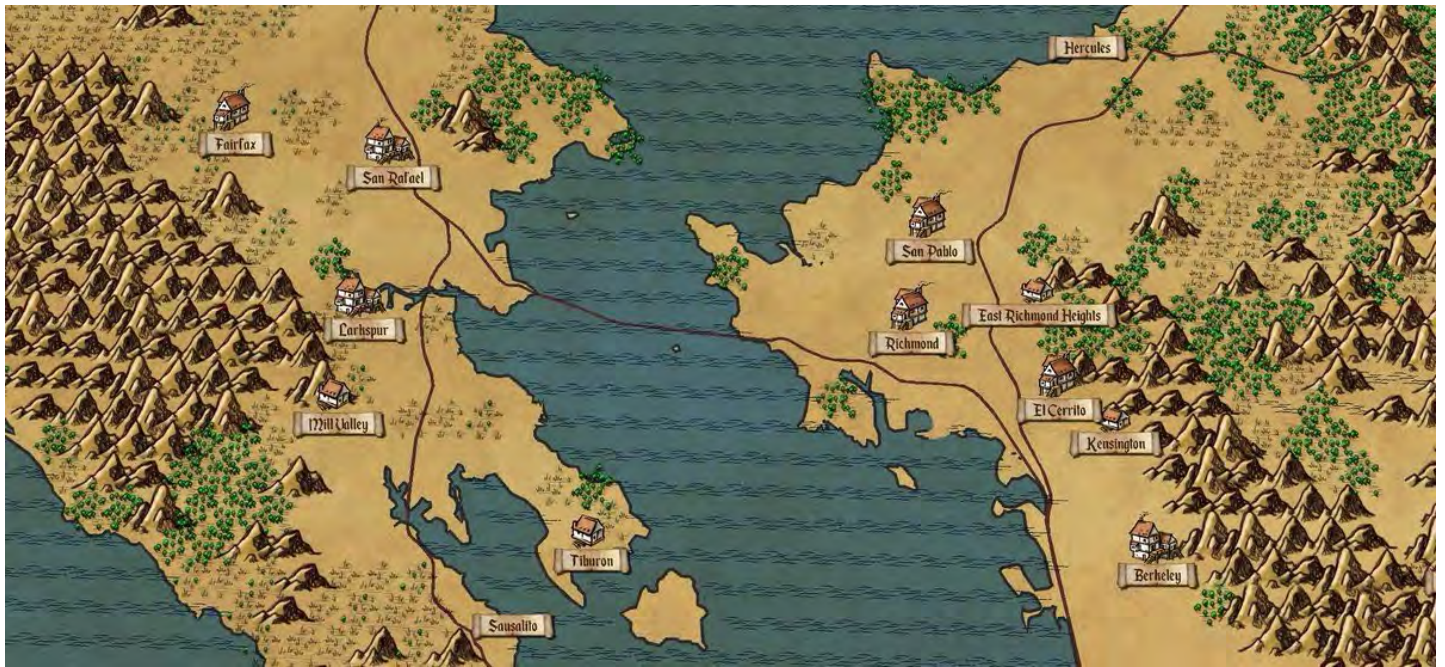 Hercules
Fairfax
San Rafael
San Pablo
East Richmond Heights
Larkspur
Richmond
El Cerrito
Mill Valley
Kensington
Tiburon
Berkeley
Sausalito